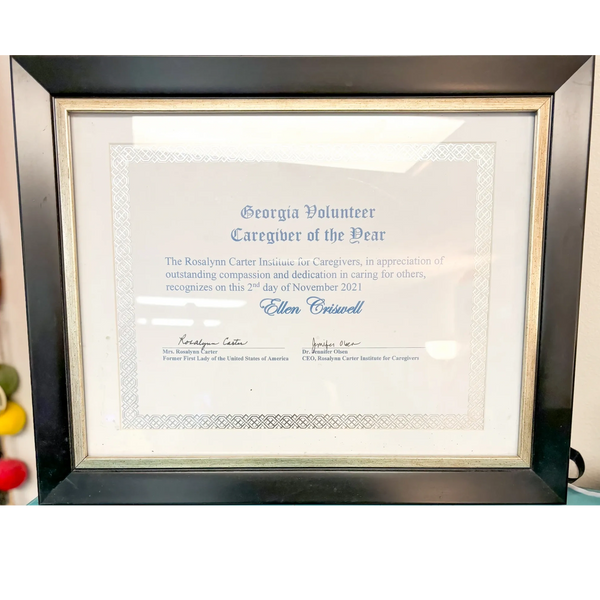 Georgia Volunteer
Caregiver of the Year
The Rosalynn Carter Institute for Caregivers, in appreciation of
outstanding compassion and dedication in caring for others,
recognizes on this 2nd day of November 2021
Ellen Criswell
Rosalynn Carter
Jennifer Olsen
Mrs. Rosalynn Carter
Former First Lady of the United States of America
Dr. Jennifer Olsen
CEO, Rosalynn Carter Institute for Caregivers